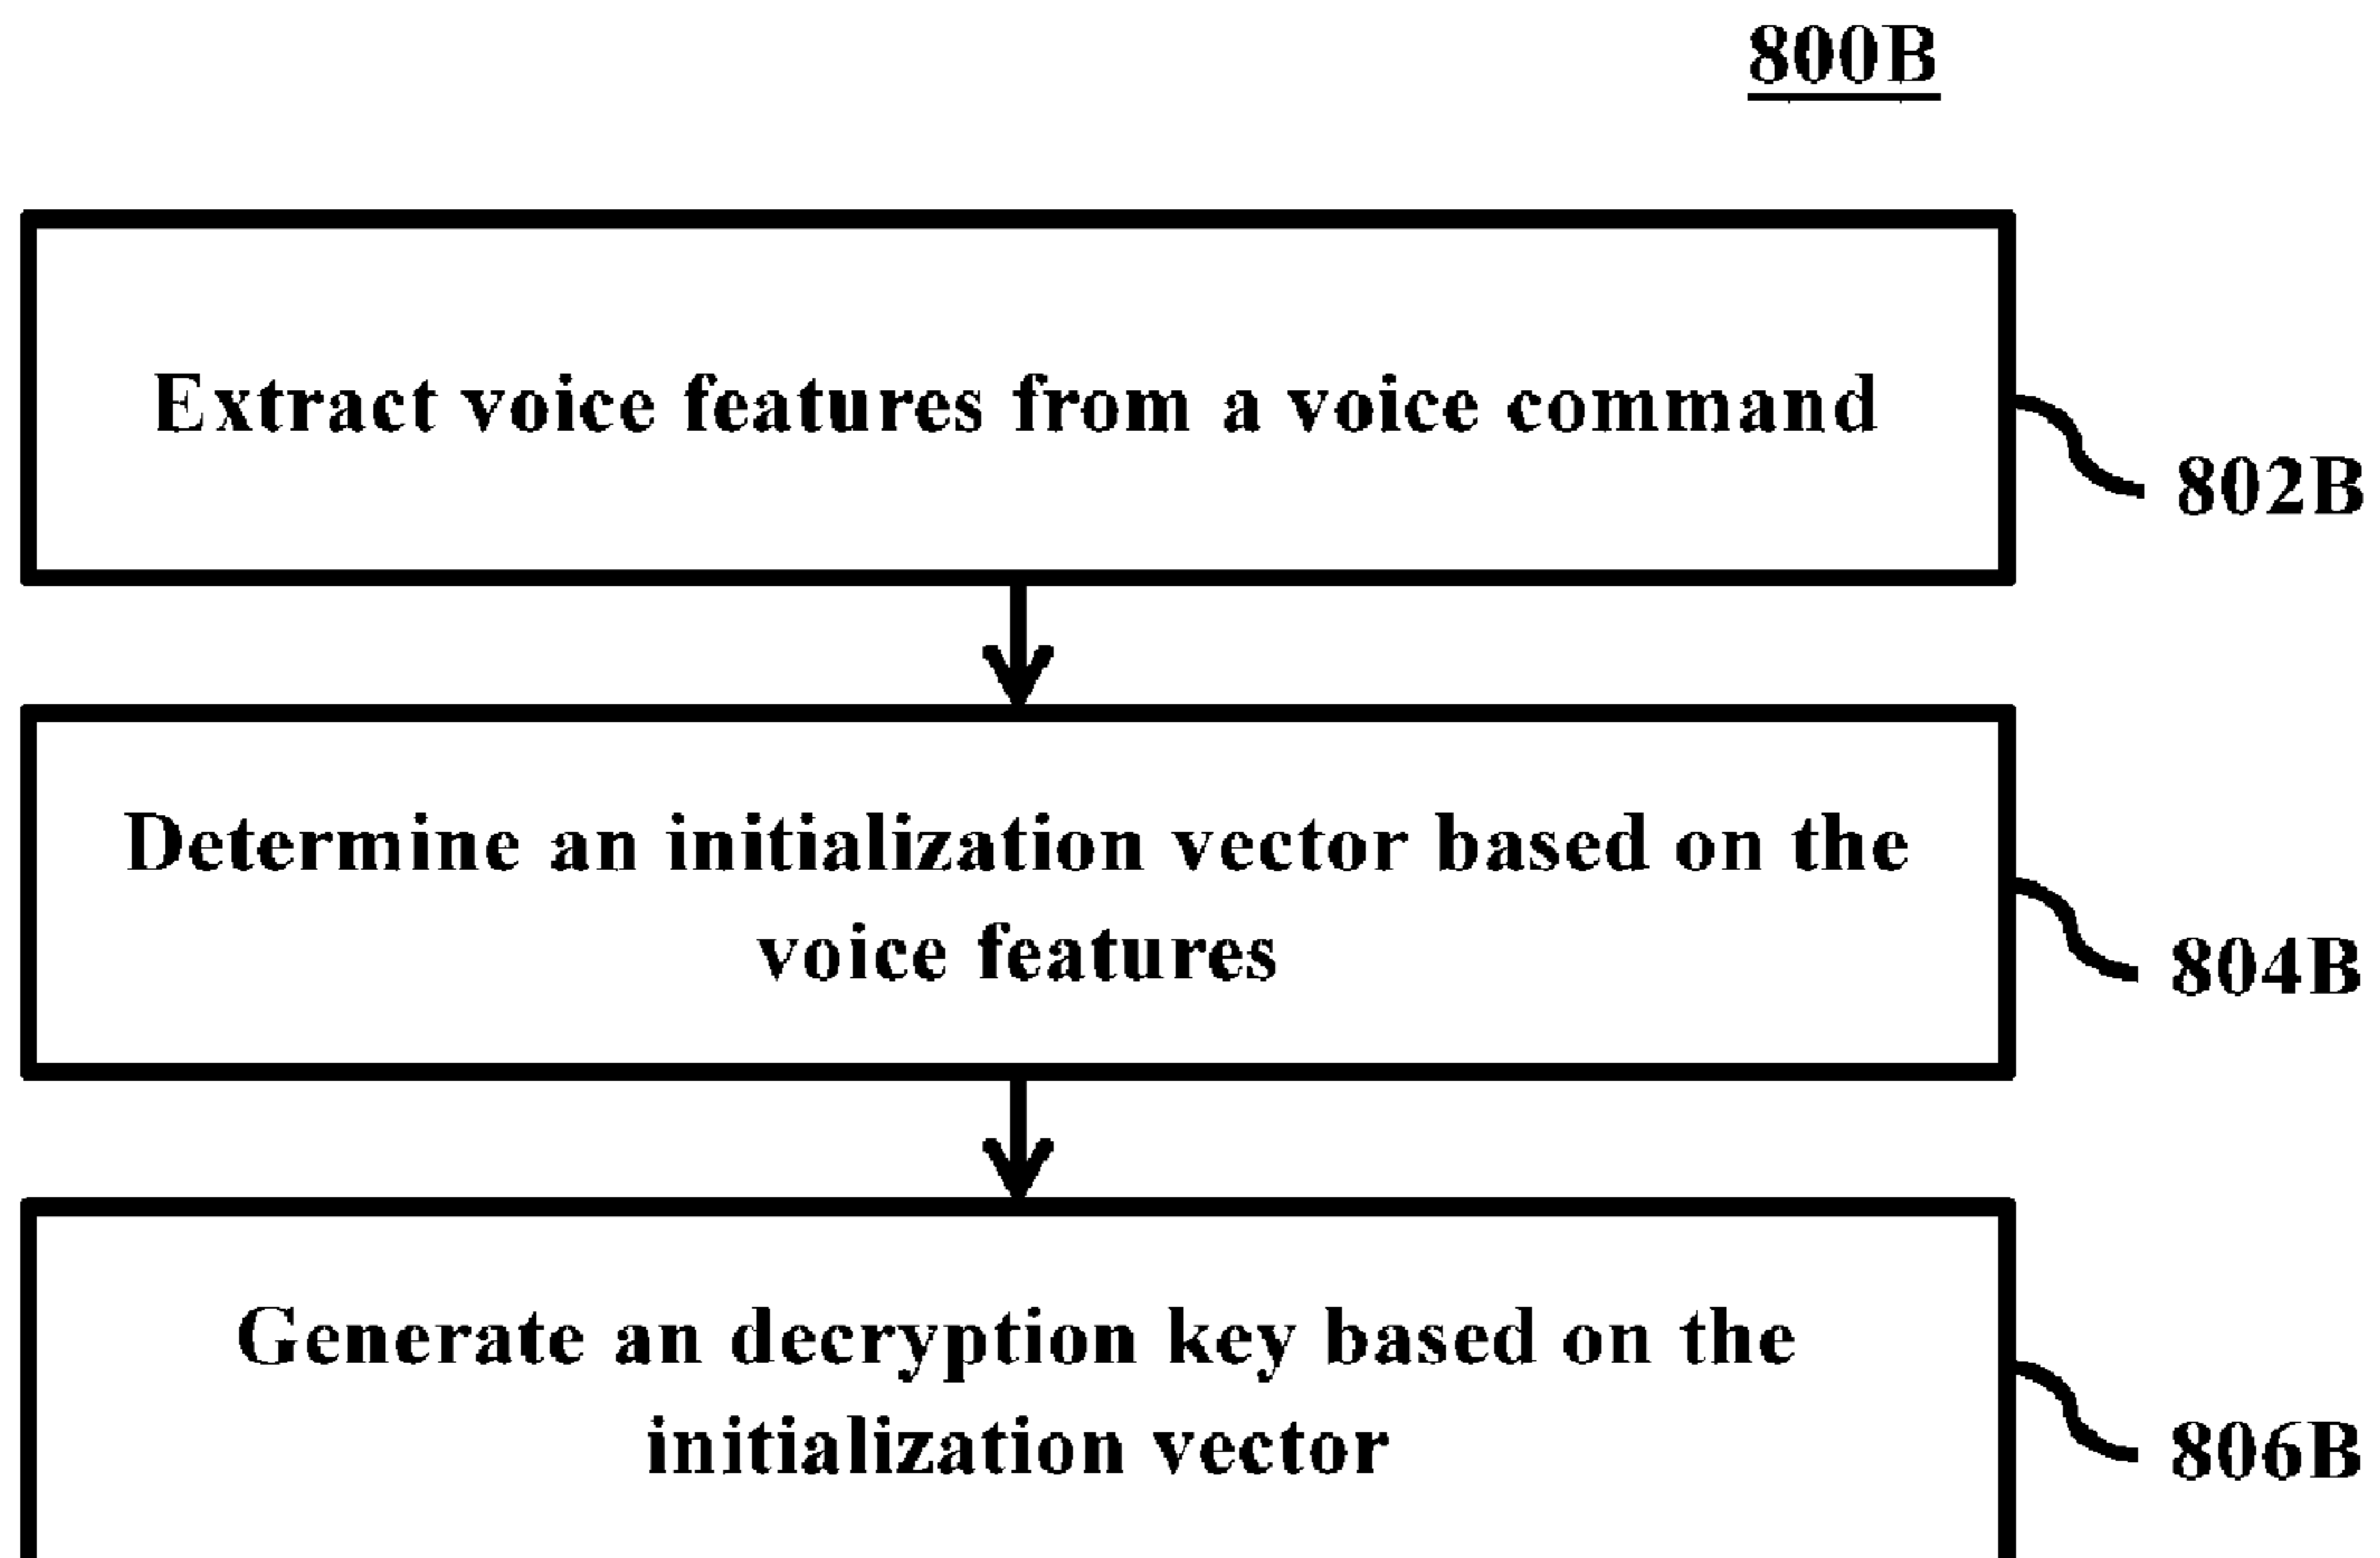 800B
Extract voice features from a voice command
802B
Determine an initialization vector based on the
voice features
804B
Generate an decryption key based on the
initialization vector
806B